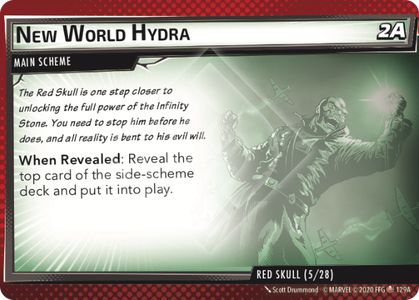 NEW WORLD HYDRA
2A
MAIN SCHEME
The Red Skull is one step closer to
unlocking the full power of the Infinity
Stone. You need to stop him before he
does, and all reality is bent to his evil will.
When Revealed: Reveal the
top card of the side-scheme
deck and put it into play.
RED SKULL (5/28)
Scott Drummond © MARVEL © 2020 FFG 129A